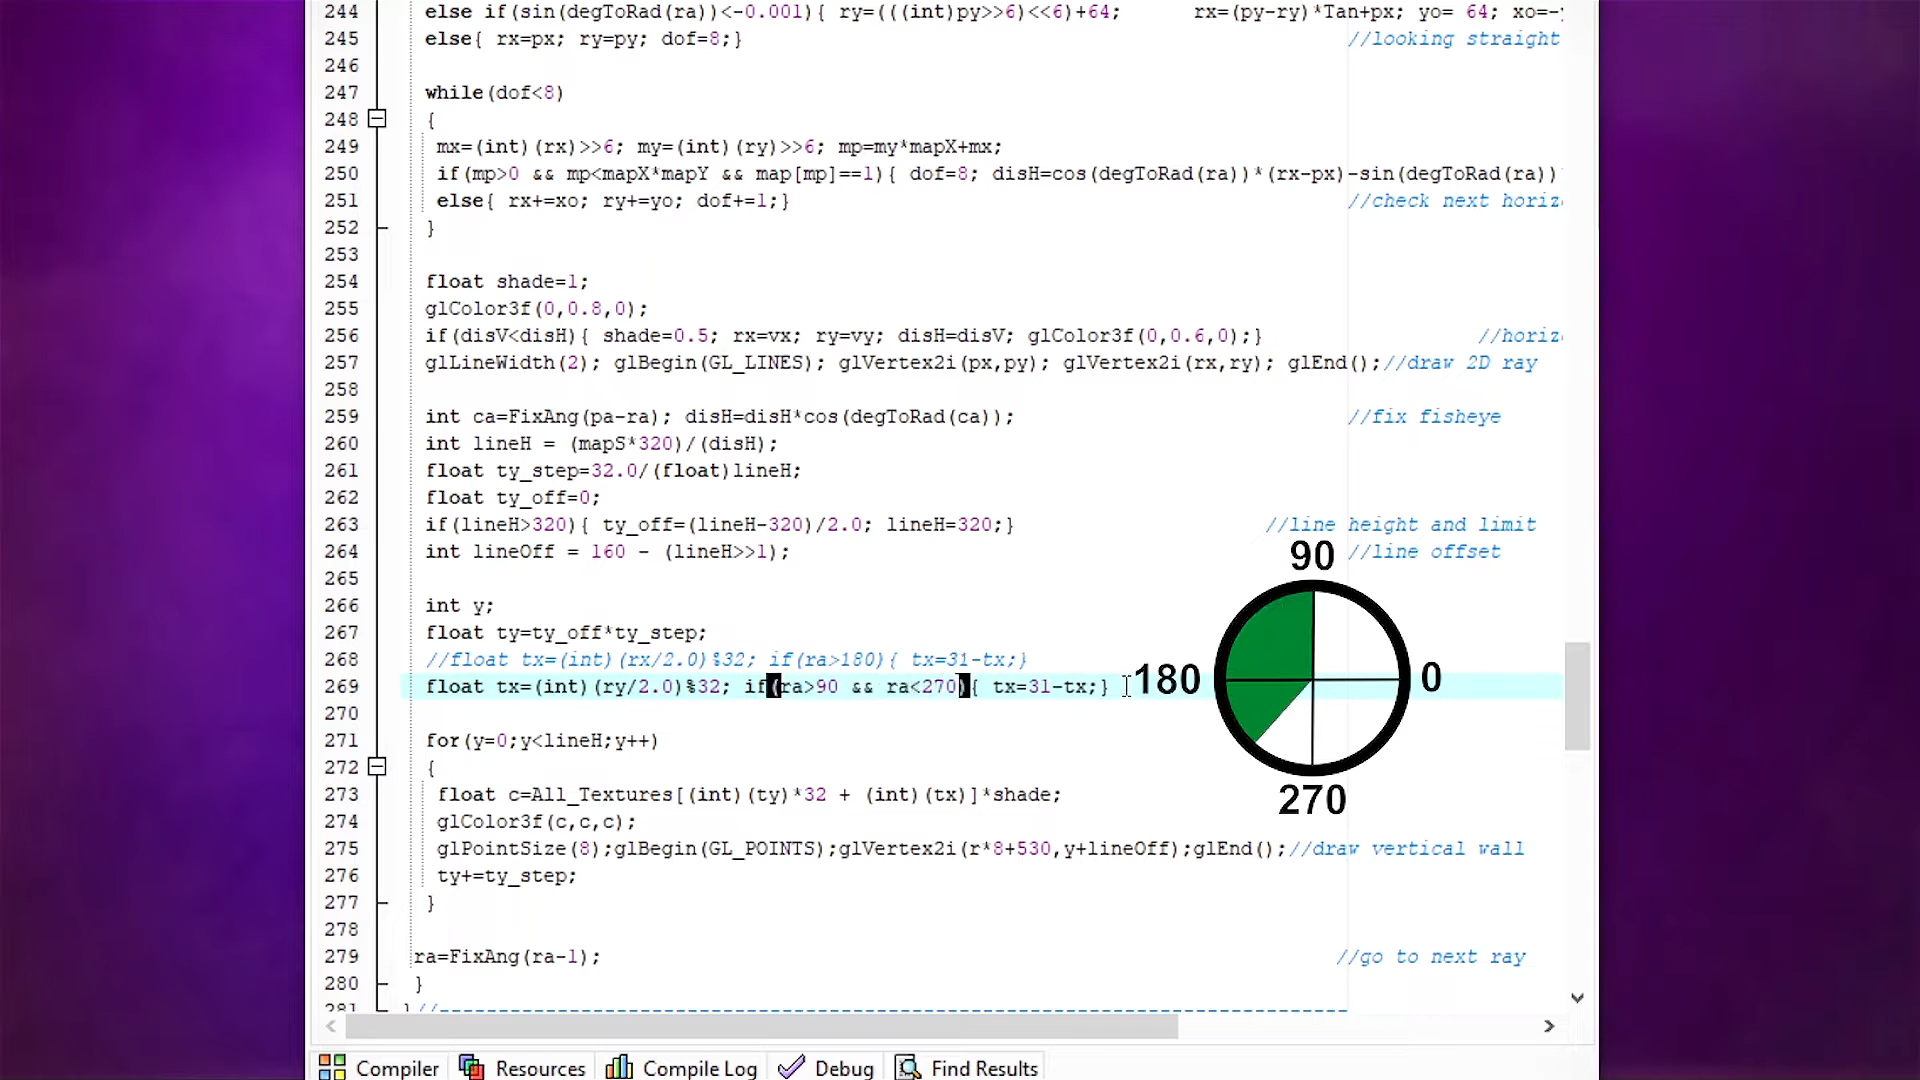 244 else if(sin(degToRad(ra))<-0.001){ ry=(((int)py>>6)<<6)+64; rx=(py-ry)*Tan+px; yo= 64; xo=-
245 else{ rx=px; ry=py; dof=8;} //looking straight
246
247 while(dof<8)
248 {
249 mx=(int)(rx)>>6; my=(int)(ry)>>6; mp=my*mapX+mx;
250 if(mp>0 && mp<mapX*mapY && map[mp]==1){ dof=8; disH=cos(degToRad(ra))*(rx-px)-sin(degToRad(ra))
251 else{ rx+=xo; ry+=yo; dof+=1;} //check next horiz
252 }
253
254 float shade=1;
255 glColor3f(0,0.8,0);
256 if(disV<disH){ shade=0.5; rx=vx; ry=vy; disH=disV; glColor3f(0,0.6,0);} //horiz
257 glLineWidth(2); glBegin(GL_LINES); glVertex2i(px,py); glVertex2i(rx,ry); glEnd();//draw 2D ray
258
259 int ca=FixAng(pa-ra); disH=disH*cos(degToRad(ca)); //fix fisheye
260 int lineH = (mapS*320)/(disH);
261 float ty_step=32.0/(float)lineH;
262 float ty_off=0;
263 if(lineH>320){ ty_off=(lineH-320)/2.0; lineH=320;} //line height and limit
264 int lineOff = 160 - (lineH>>1); //line offset
265
266 int y;
267 float ty=ty_off*ty_step;
268 //float tx=(int)(rx/2.0)%32; if(ra>180){ tx=31-tx;}
269 float tx=(int)(ry/2.0)%32; if(ra>90 && ra<270){ tx=31-tx;}
270
271 for(y=0;y<lineH;y++)
272 {
273 float c=All_Textures[(int)(ty)*32 + (int)(tx)]*shade;
274 glColor3f(c,c,c);
275 glPointSize(8);glBegin(GL_POINTS);glVertex2i(r*8+530,y+lineOff);glEnd();//draw vertical wall
276 ty+=ty_step;
277 }
278
279 ra=FixAng(ra-1); //go to next ray
280 }
281 }//-----------------------------------------------------------------------------
90
180
0
270
Compiler Resources Compile Log Debug Find Results